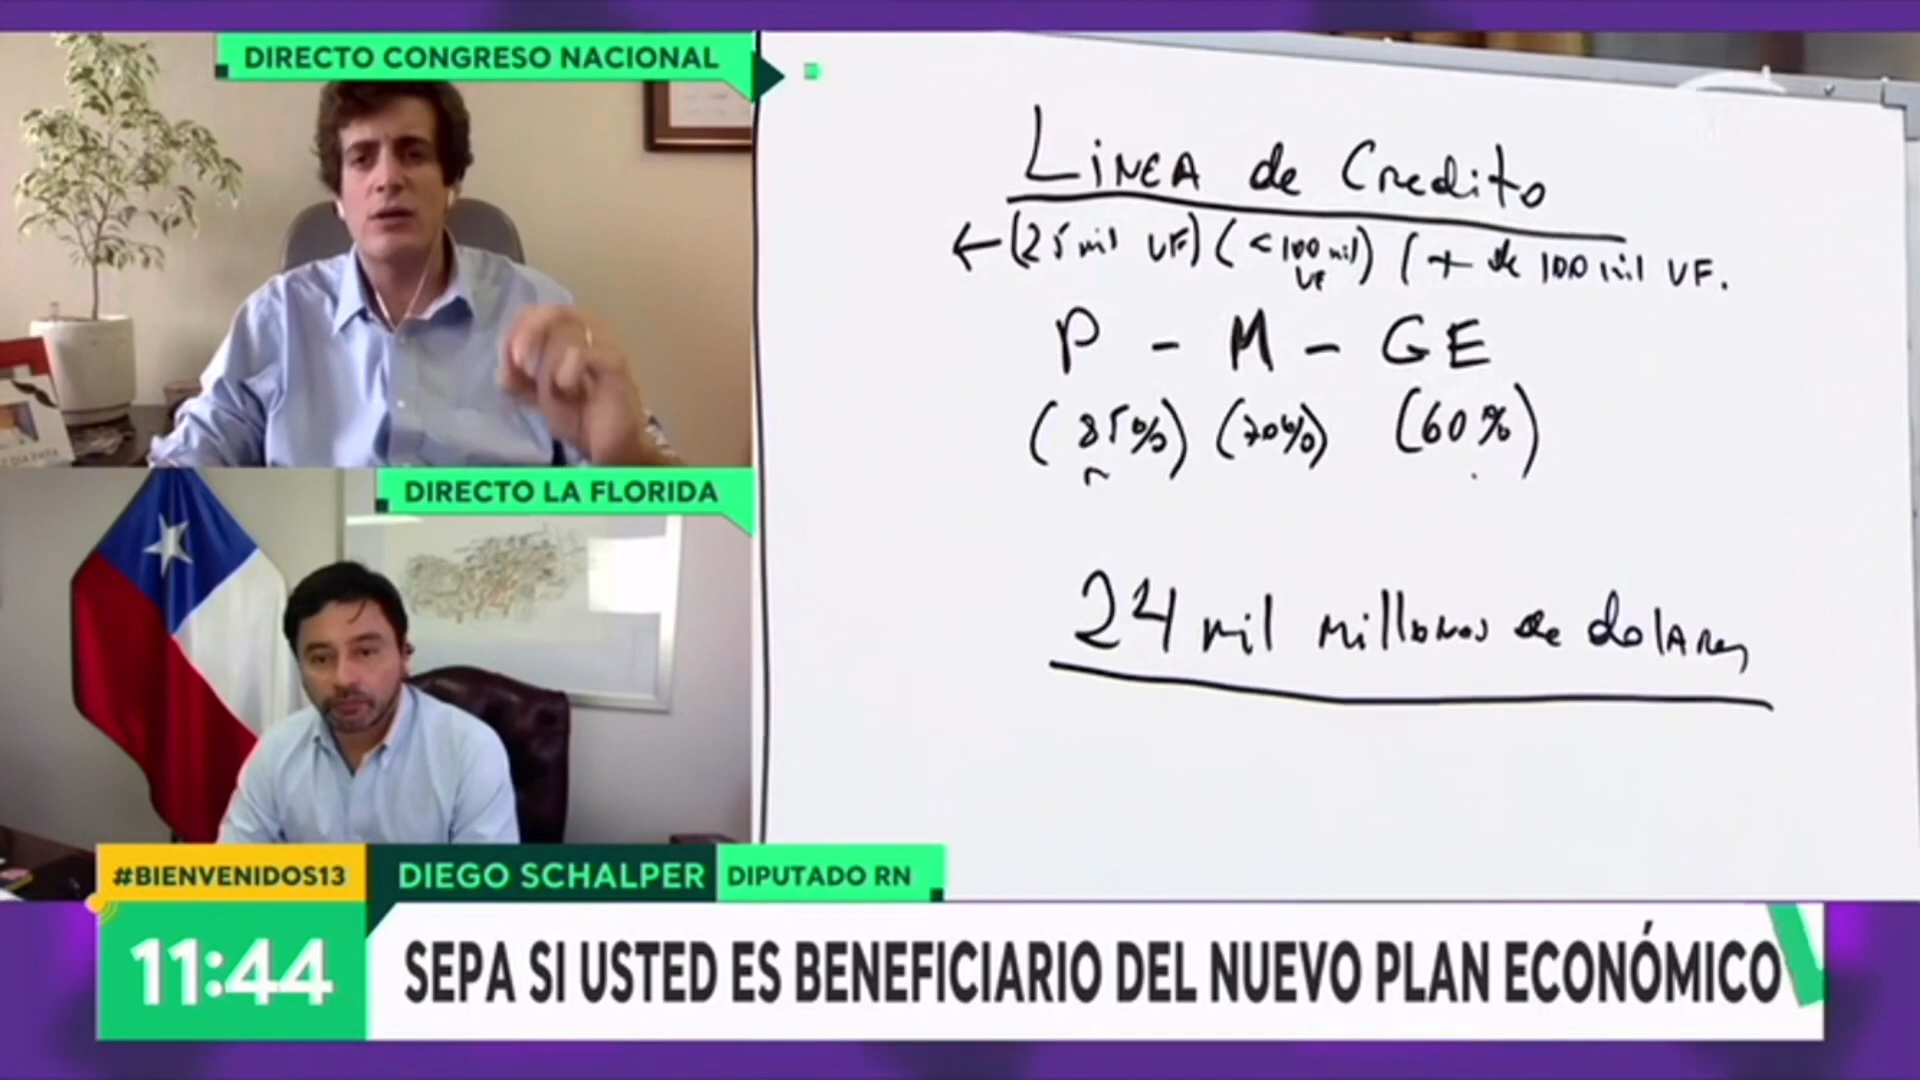 DIRECTO CONGRESO NACIONAL
DIRECTO LA FLORIDA
LINEA de Credito
←(25 mil UF) (<100 mil) (+ de 100 mil UF.
UF
P - M - GE
(85%) (70%) (60%)
24 mil millones de dolares
#BIENVENIDOS13
DIEGO SCHALPER
DIPUTADO RN
11:44
SEPA SI USTED ES BENEFICIARIO DEL NUEVO PLAN ECONÓMICO